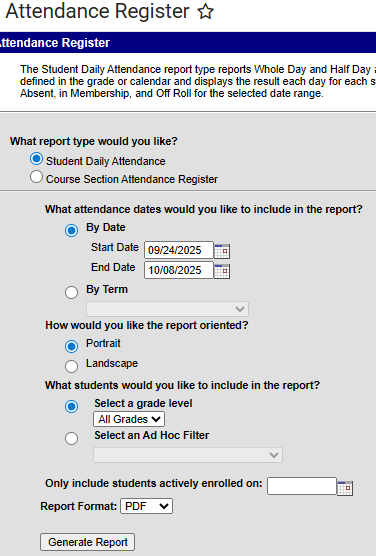 Attendance Register
Attendance Register
The Student Daily Attendance report type reports Whole Day and Half Day
defined in the grade or calendar and displays the result each day for each
Absent, in Membership, and Off Roll for the selected date range.
What report type would you like?
Student Daily Attendance
Course Section Attendance Register
What attendance dates would you like to include in the report?
By Date
Start Date 09/24/2025
End Date 10/08/2025
By Term
How would you like the report oriented?
Portrait
Landscape
What students would you like to include in the report?
Select a grade level
All Grades
Select an Ad Hoc Filter
Only include students actively enrolled on:
Report Format: PDF
Generate Report